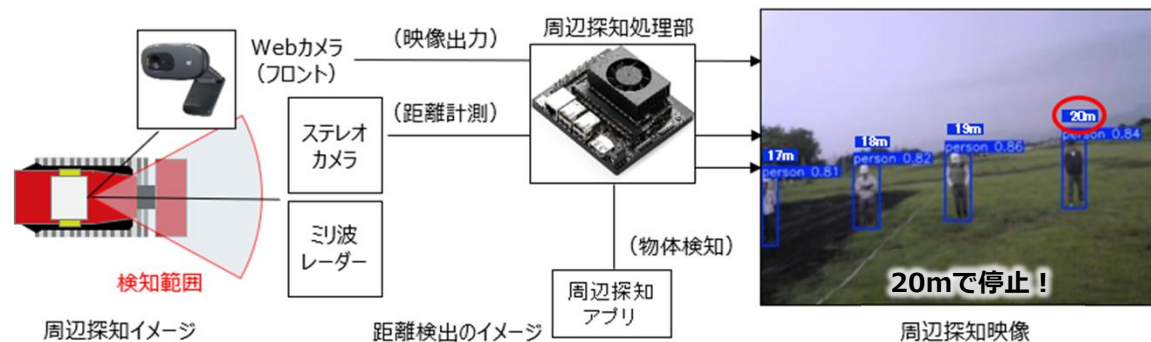 Webカメラ
（フロント）
（映像出力）
周辺探知処理部
ステレオ
カメラ
（距離計測）
ミリ波
レーダー
検知範囲
（物体検知）
周辺探知
アプリ
周辺探知イメージ
距離検出のイメージ
17m
person 0.81
18m
person 0.82
19m
person 0.86
20m
person 0.84
20mで停止！
周辺探知映像